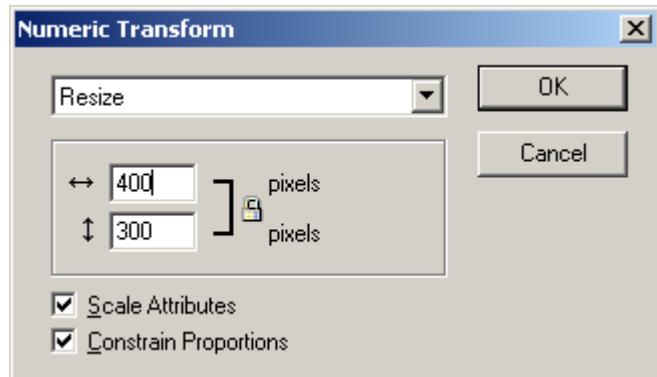 Numeric Transform
Resize
OK
Cancel
400 pixels
300 pixels
Scale Attributes
Constrain Proportions